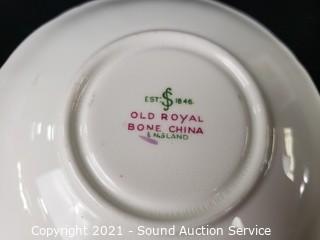 EST. S 1846.
OLD ROYAL
BONE CHINA
ENGLAND
Copyright 2021 - Sound Auction Service